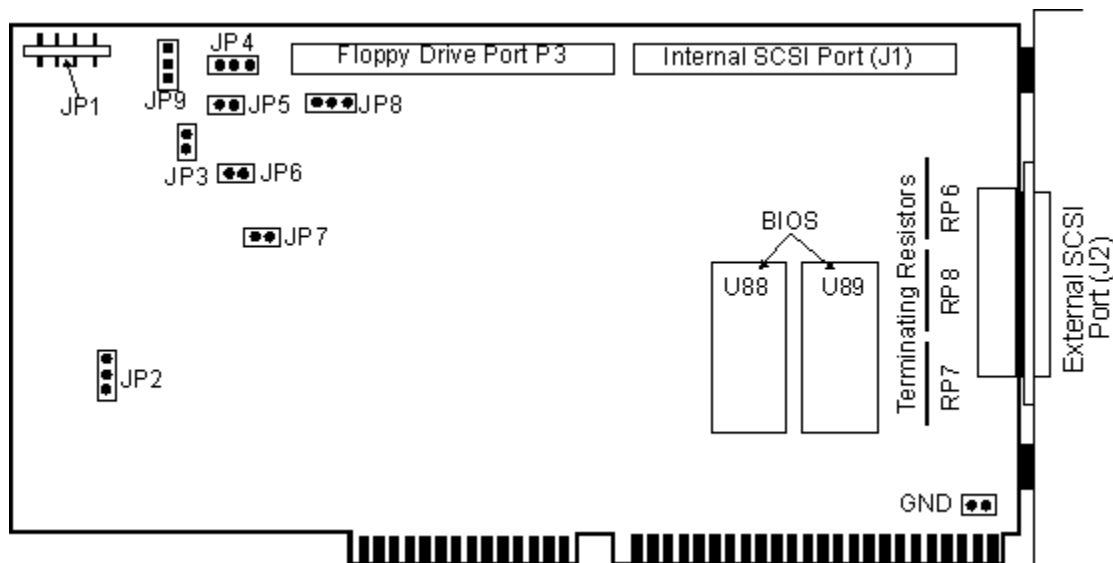 JP4
Floppy Drive Port P3
Internal SCSI Port (J1)
JP1
JP9
JP5
JP8
JP3
JP6
JP7
BIOS
U88
U89
Terminating Resistors
RP6
RP8
RP7
External SCSI
Port (J2)
JP2
GND